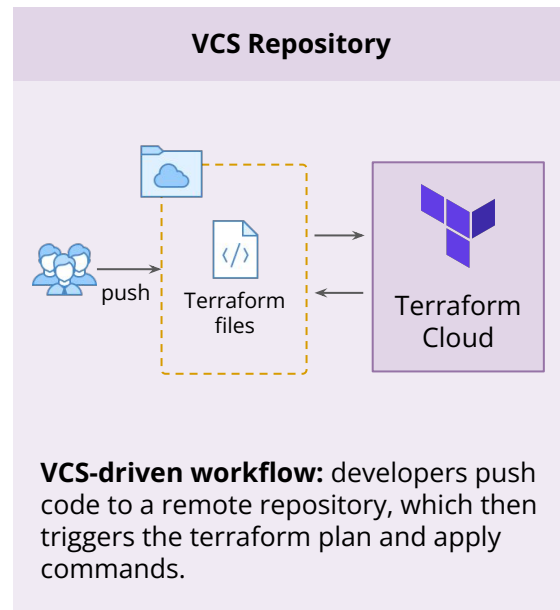 VCS Repository
push
Terraform
files
</>
Terraform
Cloud
VCS-driven workflow: developers push
code to a remote repository, which then
triggers the terraform plan and apply
commands.